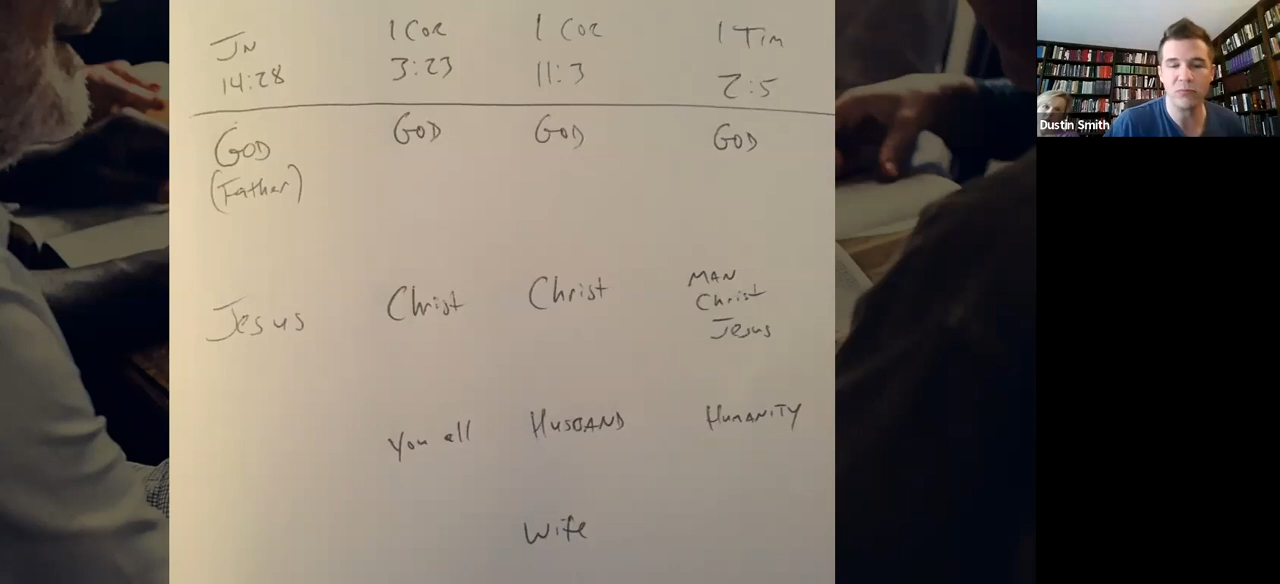 JN
14:28
1 COR
3:23
1 COR
11:3
1 TIM
2:5
GOD
(Father)
GOD
GOD
GOD
Jesus
Christ
Christ
MAN
Christ
Jesus
You all
HUSBAND
HUMANITY
Wife
Dustin Smith